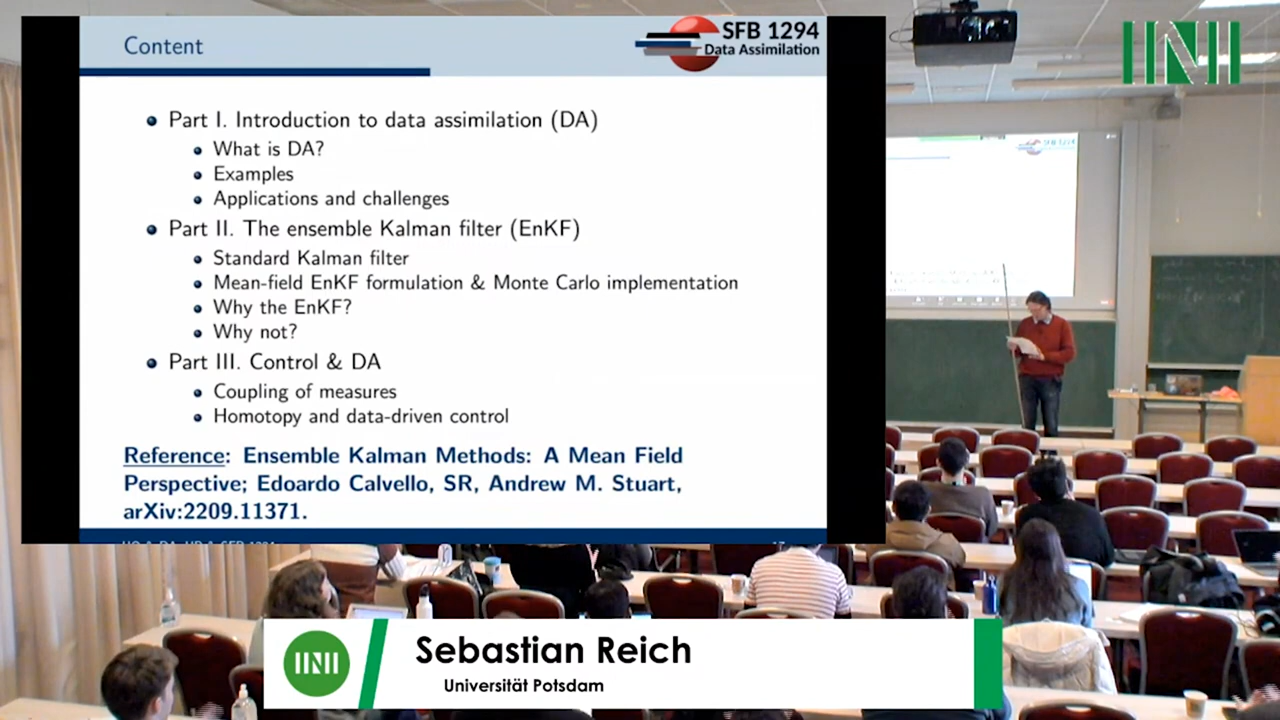 Content
SFB 1294
Data Assimilation
Part I. Introduction to data assimilation (DA)
What is DA?
Examples
Applications and challenges
Part II. The ensemble Kalman filter (EnKF)
Standard Kalman filter
Mean-field EnKF formulation & Monte Carlo implementation
Why the EnKF?
Why not?
Part III. Control & DA
Coupling of measures
Homotopy and data-driven control
Reference: Ensemble Kalman Methods: A Mean Field
Perspective; Edoardo Calvello, SR, Andrew M. Stuart,
arXiv:2209.11371.
Sebastian Reich
Universität Potsdam